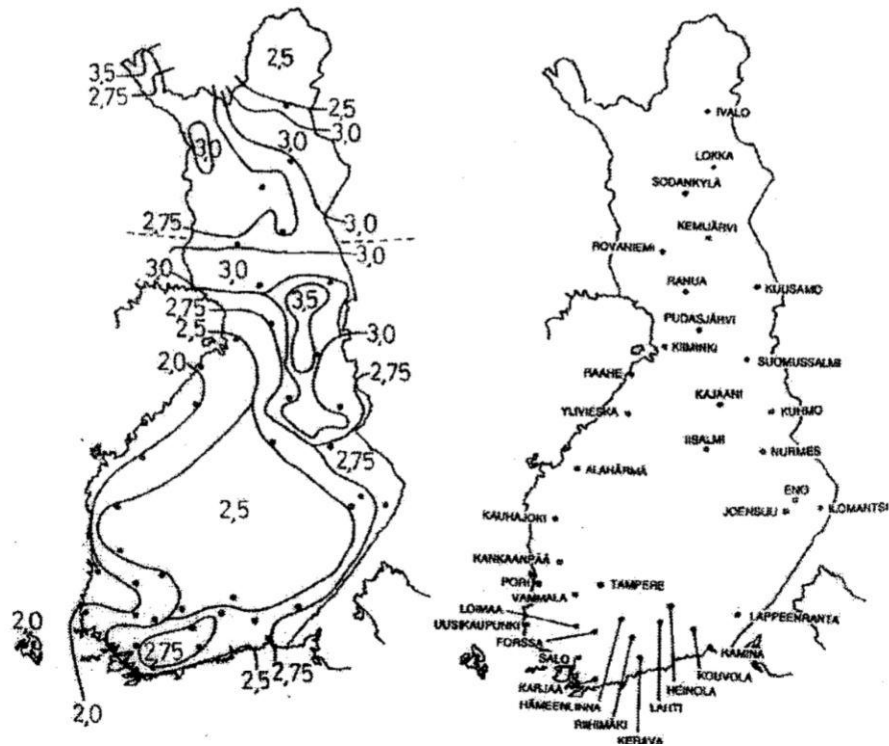 2,5
3,5
2,75
2,5
3,0
3,0
3,0
2,75
3,0
3,0
3,0
3,0
3,5
2,75
2,5
3,0
2,0
2,75
2,75
2,5
2,0
2,75
2,75
2,5
2,0
IVALO
LOKKA
SODANKYLÄ
KEMIJÄRVI
ROVANIEMI
RANUA
KUUSAMO
PUDASJÄRVI
KIIMINKI
SUOMUSSALMI
RAAHE
KAJAANI
YLIVIESKA
KUHMO
IISALMI
NURMES
ALAHÄRMÄ
ENO
KAUHAJOKI
JOENSUU
ILOMANTSI
KANKAANPÄÄ
PORI
TAMPERE
VAMMALA
LOIMAA
LAPPEENRANTA
UUSIKAUPUNKI
FORSSA
HAMINA
SALO
KOUVOLA
KARJAA
HEINOLA
HÄMEENLINNA
LAHTI
RIIHIMÄKI
KERAVA